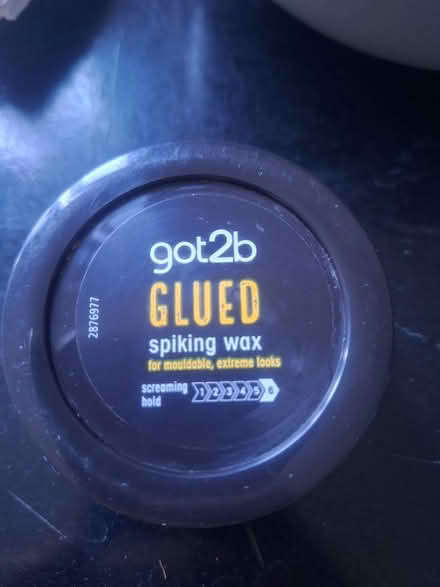 got2b
GLUED
spiking wax
for mouldable, extreme looks
screaming
hold
1 2 3 4 5 6
2876977